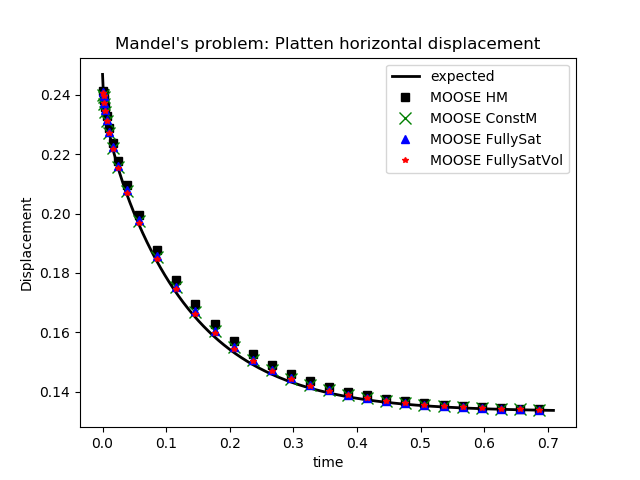 Mandel's problem: Platten horizontal displacement
expected
MOOSE HM
MOOSE ConstM
MOOSE FullySat
MOOSE FullySatVol
0.24
0.22
0.20
0.18
0.16
0.14
Displacement
0.0 0.1 0.2 0.3 0.4 0.5 0.6 0.7
time